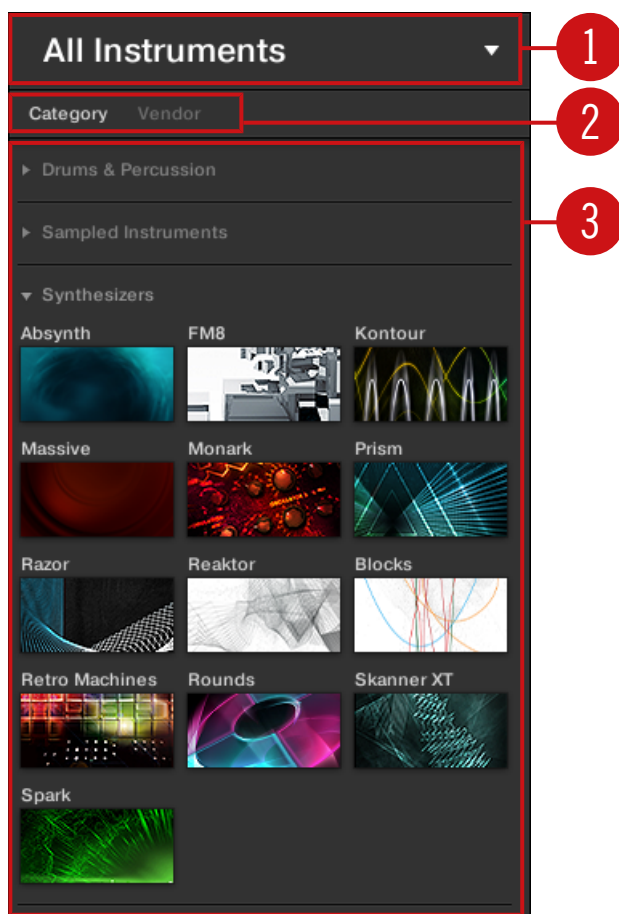 All Instruments
1
Category Vendor
2
Drums & Percussion
3
Sampled Instruments
Synthesizers
Absynth FM8 Kontour
Massive Monark Prism
Razor Reaktor Blocks
Retro Machines Rounds Skanner XT
Spark